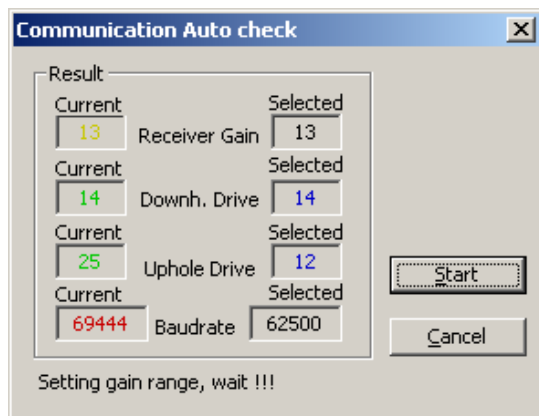 Communication Auto check
Result
Current Selected
13 Receiver Gain 13
Current Selected
14 Downh. Drive 14
Current Selected
25 Uphole Drive 12
Current Selected
69444 Baudrate 62500
Start
Cancel
Setting gain range, wait !!!